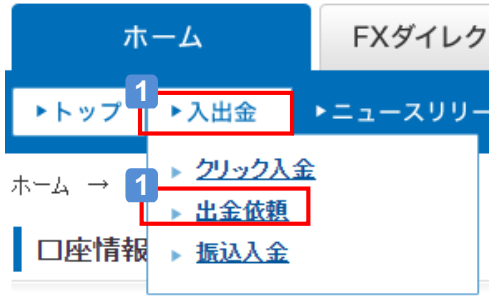 ホーム
FXダイレク
1
▶トップ
▶入出金
▶ニュースリリー
▶クリック入金
ホーム →
1
▶出金依頼
口座情報
▶振込入金